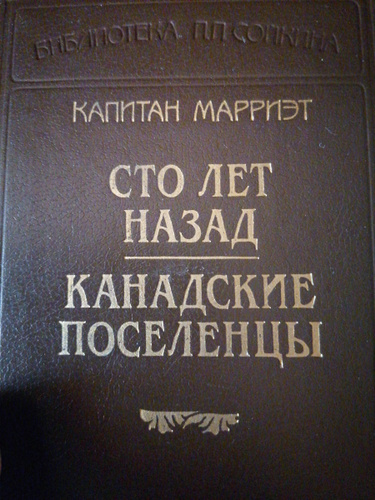 БИБЛИОТЕКА П.П.СОЙКИНА
КАПИТАН МАРРИЭТ
СТО ЛЕТ
НАЗАД
КАНАДСКИЕ
ПОСЕЛЕНЦЫ